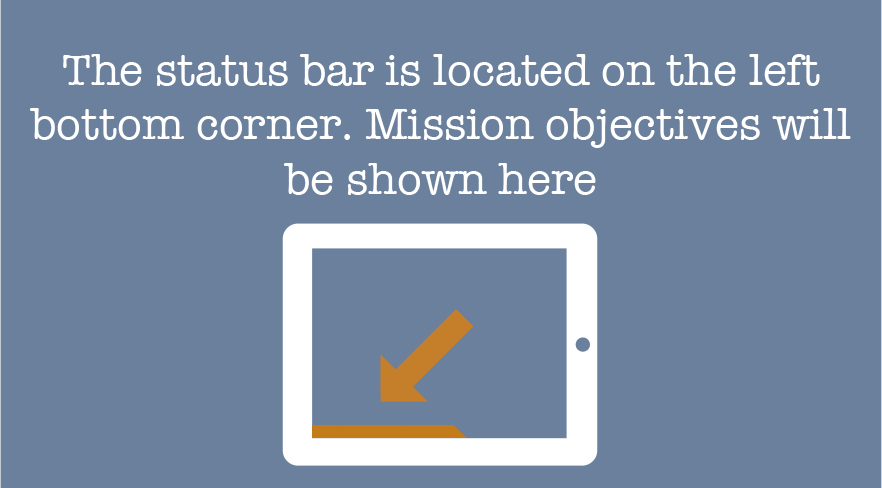 The status bar is located on the left
bottom corner. Mission objectives will
be shown here